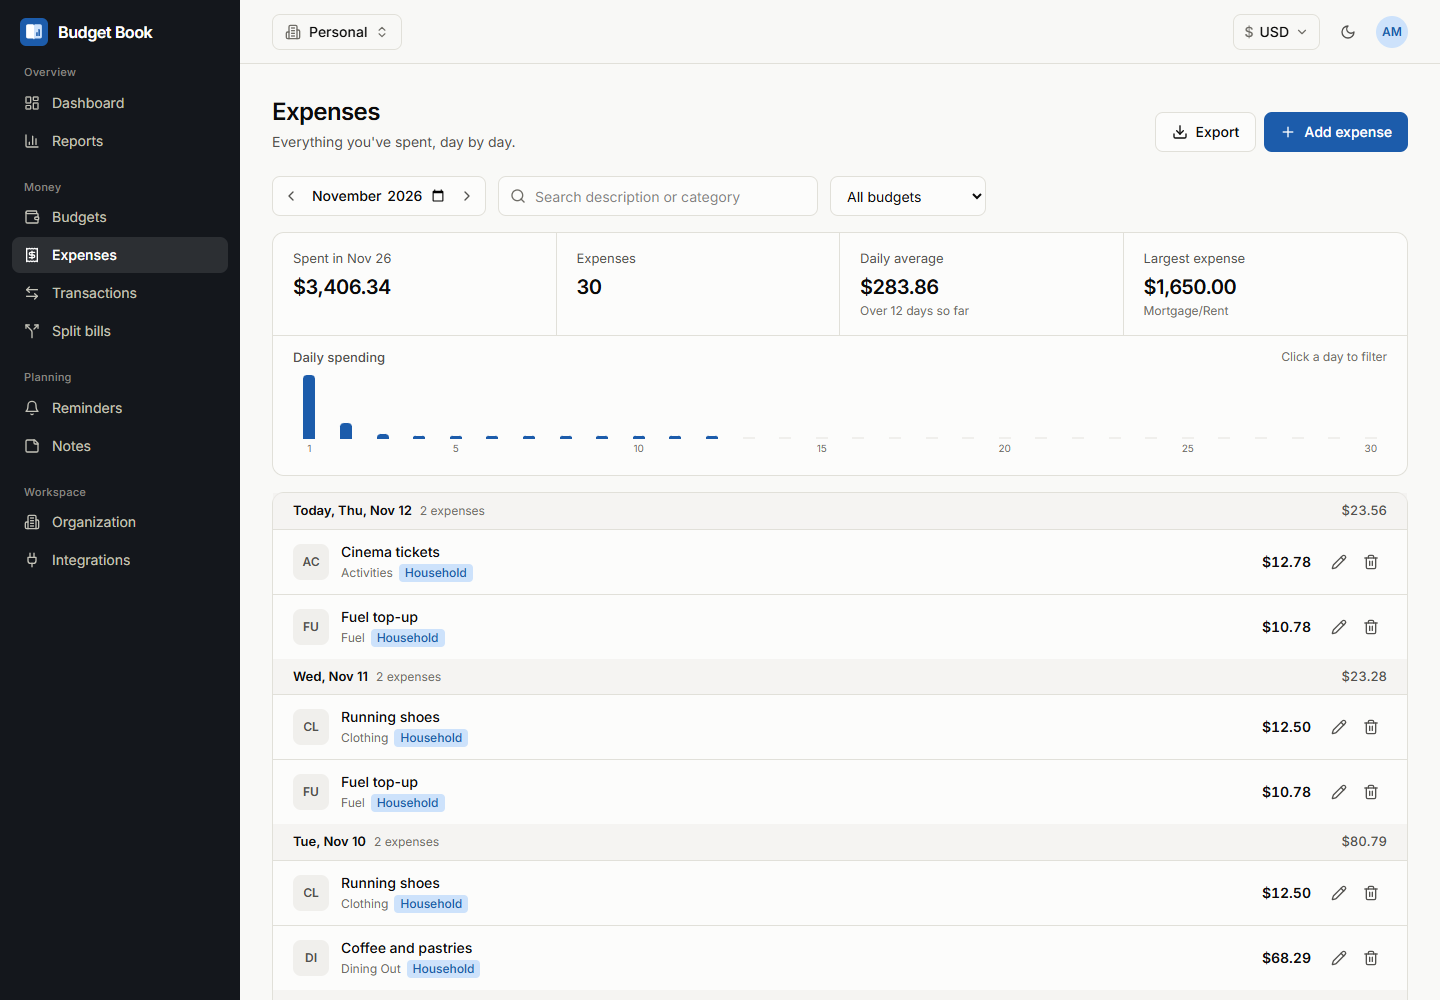 Budget Book
Overview
Dashboard
Reports
Money
Budgets
Expenses
Transactions
Split bills
Planning
Reminders
Notes
Workspace
Organization
Integrations
Personal
$ USD
AM
Expenses
Everything you've spent, day by day.
Export
Add expense
November 2026
Search description or category
All budgets
Spent in Nov 26
$3,406.34
Expenses
30
Daily average
$283.86
Over 12 days so far
Largest expense
$1,650.00
Mortgage/Rent
Daily spending
Click a day to filter
1 5 10 15 20 25 30
Today, Thu, Nov 12 2 expenses $23.56
AC
Cinema tickets
Activities Household
$12.78
FU
Fuel top-up
Fuel Household
$10.78
Wed, Nov 11 2 expenses $23.28
CL
Running shoes
Clothing Household
$12.50
FU
Fuel top-up
Fuel Household
$10.78
Tue, Nov 10 2 expenses $80.79
CL
Running shoes
Clothing Household
$12.50
DI
Coffee and pastries
Dining Out Household
$68.29